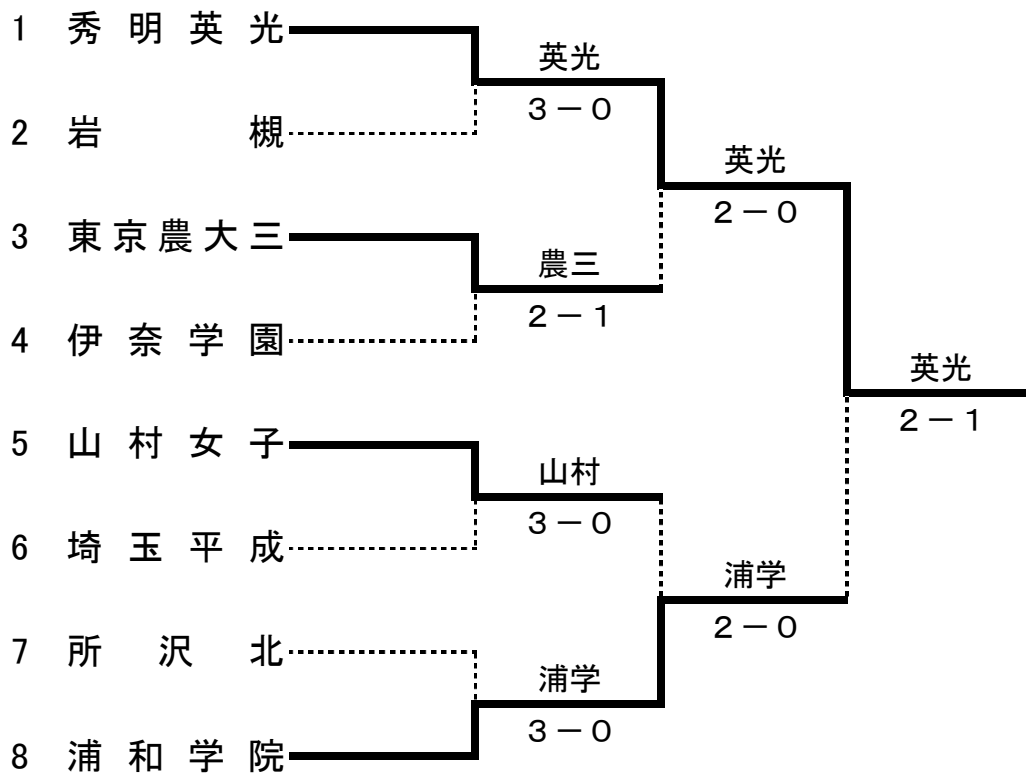 1 秀明英光
英光
3－0
2 岩槻
英光
2－0
3 東京農大三
農三
2－1
4 伊奈学園
英光
2－1
5 山村女子
山村
3－0
6 埼玉平成
浦学
2－0
7 所沢北
浦学
3－0
8 浦和学院